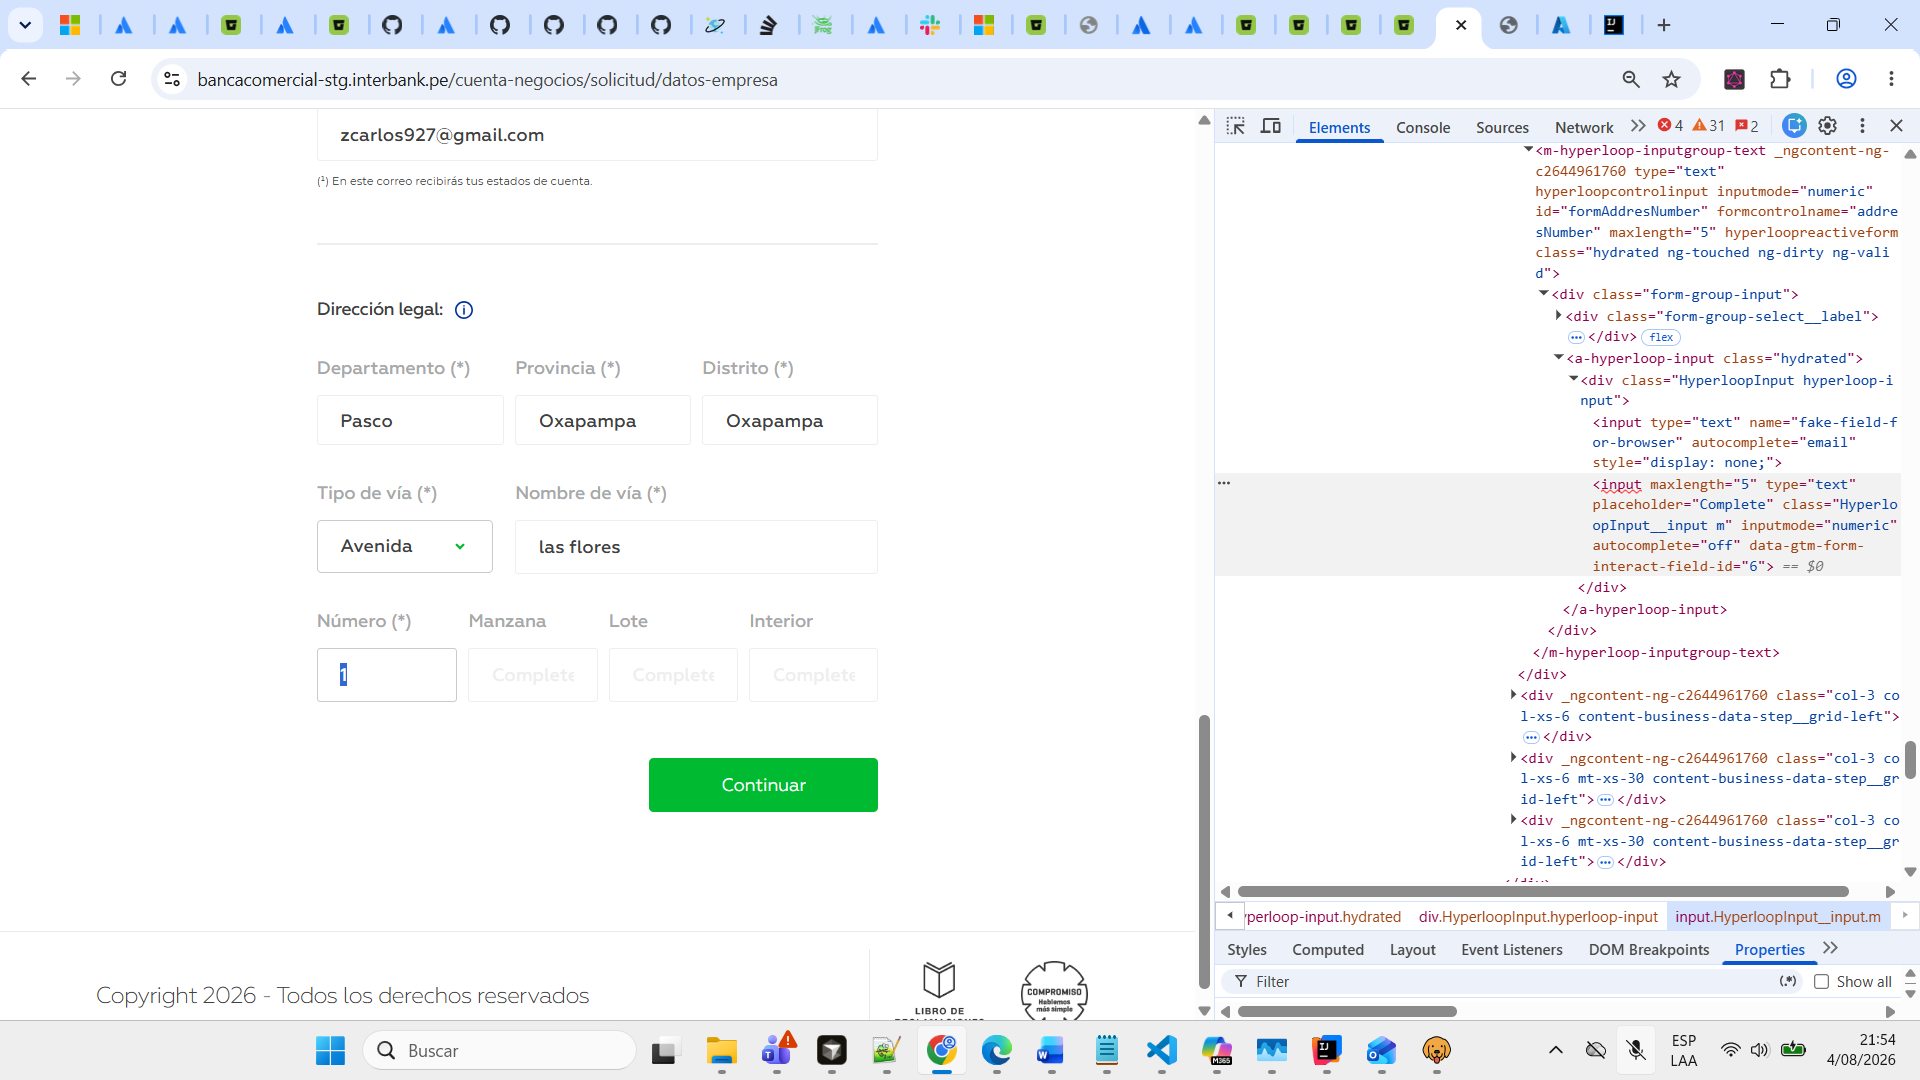 bancacomercial-stg.interbank.pe/cuenta-negocios/solicitud/datos-empresa
zcarlos927@gmail.com
(¹) En este correo recibirás tus estados de cuenta.
Dirección legal:
Departamento (*) Provincia (*) Distrito (*)
Pasco Oxapampa Oxapampa
Tipo de vía (*) Nombre de vía (*)
Avenida las flores
Número (*) Manzana Lote Interior
1 Complete Complete Complete
Continuar
Copyright 2026 - Todos los derechos reservados
LIBRO DE
COMPROMISO
Hablemos
más simple
Elements Console Sources Network 4 31 2
<m-hyperloop-inputgroup-text _ngcontent-ng-
c2644961760 type="text"
hyperloopcontrolinput inputmode="numeric"
id="formAddresNumber" formcontrolname="addre
sNumber" maxlength="5" hyperloopreactiveform
class="hydrated ng-touched ng-dirty ng-vali
d">
<div class="form-group-input">
<div class="form-group-select__label">
</div> flex
<a-hyperloop-input class="hydrated">
<div class="HyperloopInput hyperloop-i
nput">
<input type="text" name="fake-field-f
or-browser" autocomplete="email"
style="display: none;">
<input maxlength="5" type="text"
placeholder="Complete" class="Hyperlo
opInput__input m" inputmode="numeric"
autocomplete="off" data-gtm-form-
interact-field-id="6"> == $0
</div>
</a-hyperloop-input>
</div>
</m-hyperloop-inputgroup-text>
</div>
<div _ngcontent-ng-c2644961760 class="col-3 co
l-xs-6 content-business-data-step__grid-left">
</div>
<div _ngcontent-ng-c2644961760 class="col-3 co
l-xs-6 mt-xs-30 content-business-data-step__gr
id-left"> </div>
<div _ngcontent-ng-c2644961760 class="col-3 co
l-xs-6 mt-xs-30 content-business-data-step__gr
id-left"> </div>
yperloop-input.hydrated div.HyperloopInput.hyperloop-input input.HyperloopInput__input.m
Styles Computed Layout Event Listeners DOM Breakpoints Properties
Filter (.*) Show all
Buscar
ESP
LAA
21:54
4/08/2026